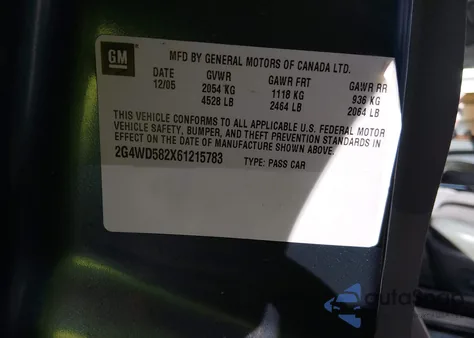 GM
MFD BY GENERAL MOTORS OF CANADA LTD.
DATE GVWR GAWR FRT GAWR RR
12/05 2054 KG 1118 KG 936 KG
4528 LB 2464 LB 2064 LB
THIS VEHICLE CONFORMS TO ALL APPLICABLE U.S. FEDERAL MOTOR
VEHICLE SAFETY, BUMPER, AND THEFT PREVENTION STANDARDS IN
EFFECT ON THE DATE OF MANUFACTURE SHOWN ABOVE.
2G4WD582X61215783 TYPE: PASS CAR